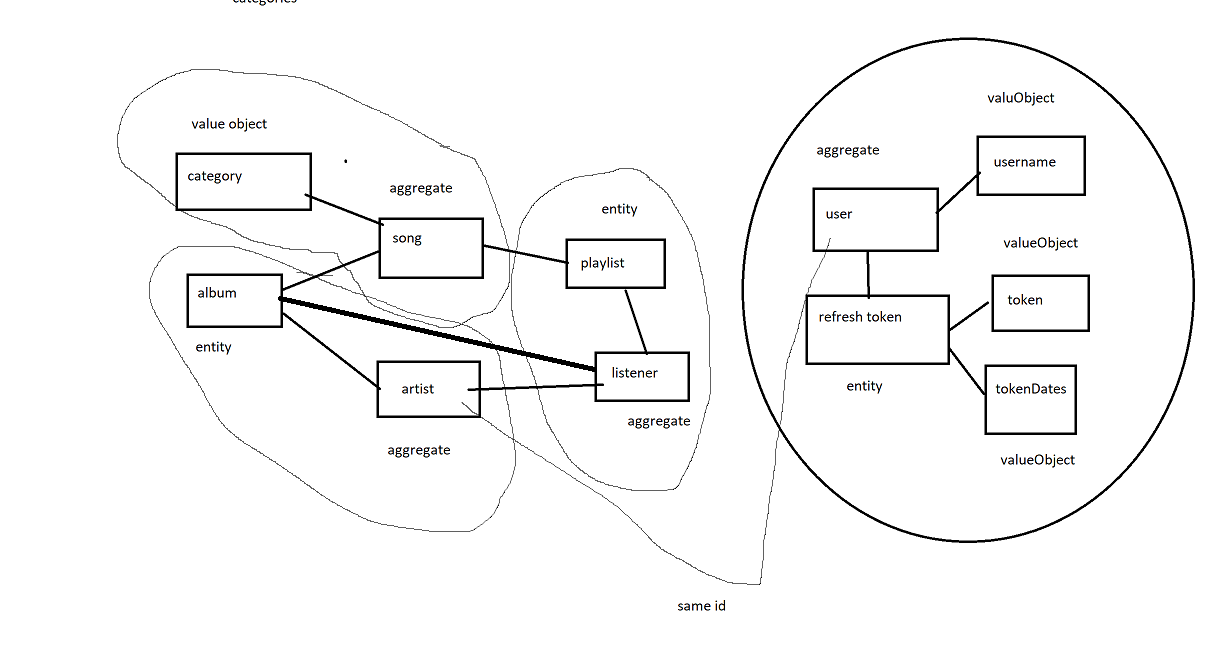 categories
valuObject
value object
aggregate
username
category
aggregate
user
entity
song
valueObject
playlist
album
token
refresh token
entity
listener
artist
entity
tokenDates
aggregate
aggregate
valueObject
same id